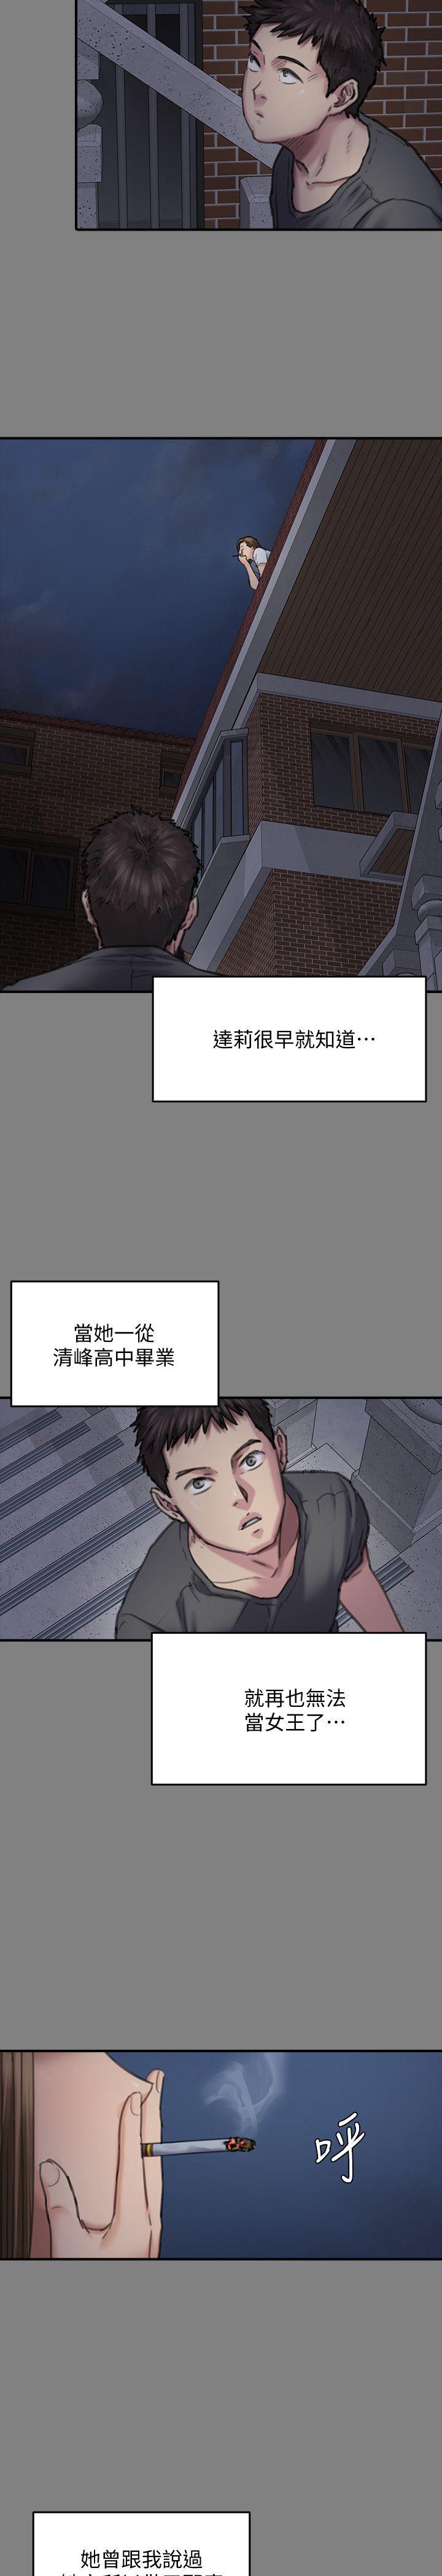 達莉很早就知道⋯
當她一從
清峰高中畢業
就再也無法
當女王了⋯
呼
她曾跟我說過